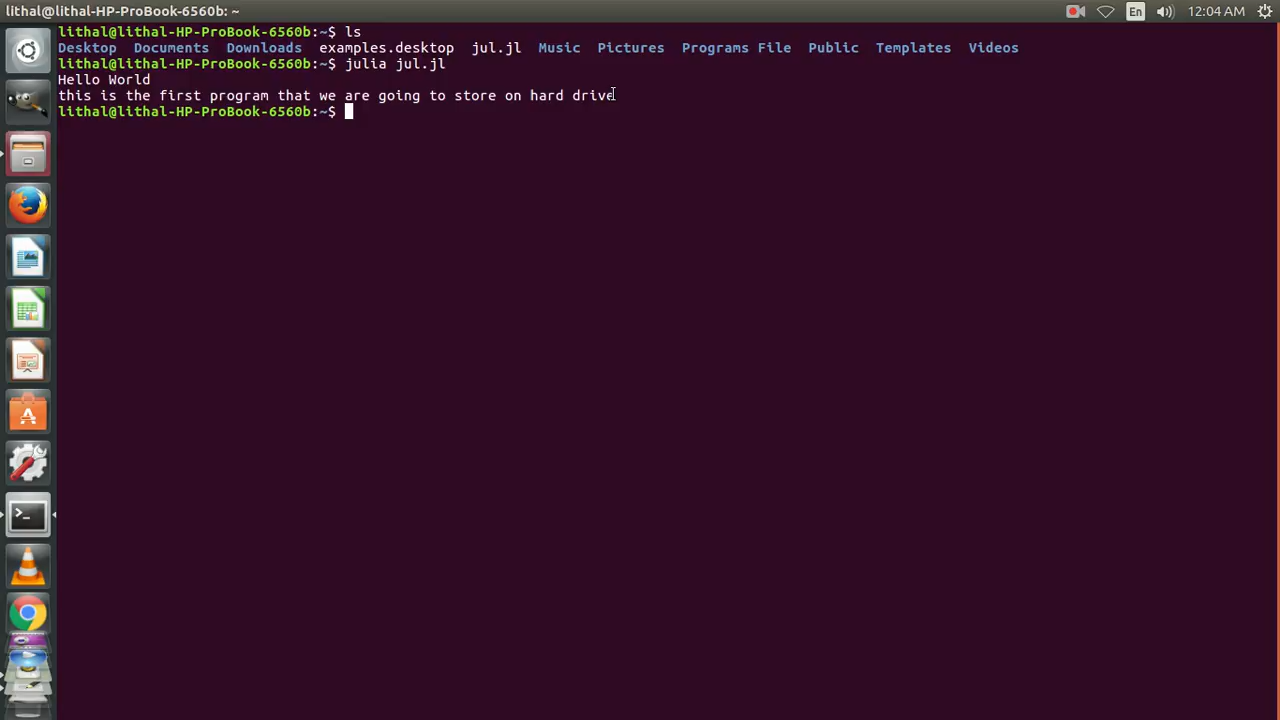 lithal@lithal-HP-ProBook-6560b: ~ En 12:04 AM
lithal@lithal-HP-ProBook-6560b:~$ ls
Desktop Documents Downloads examples.desktop jul.jl Music Pictures Programs File Public Templates Videos
lithal@lithal-HP-ProBook-6560b:~$ julia jul.jl
Hello World
this is the first program that we are going to store on hard drive
lithal@lithal-HP-ProBook-6560b:~$